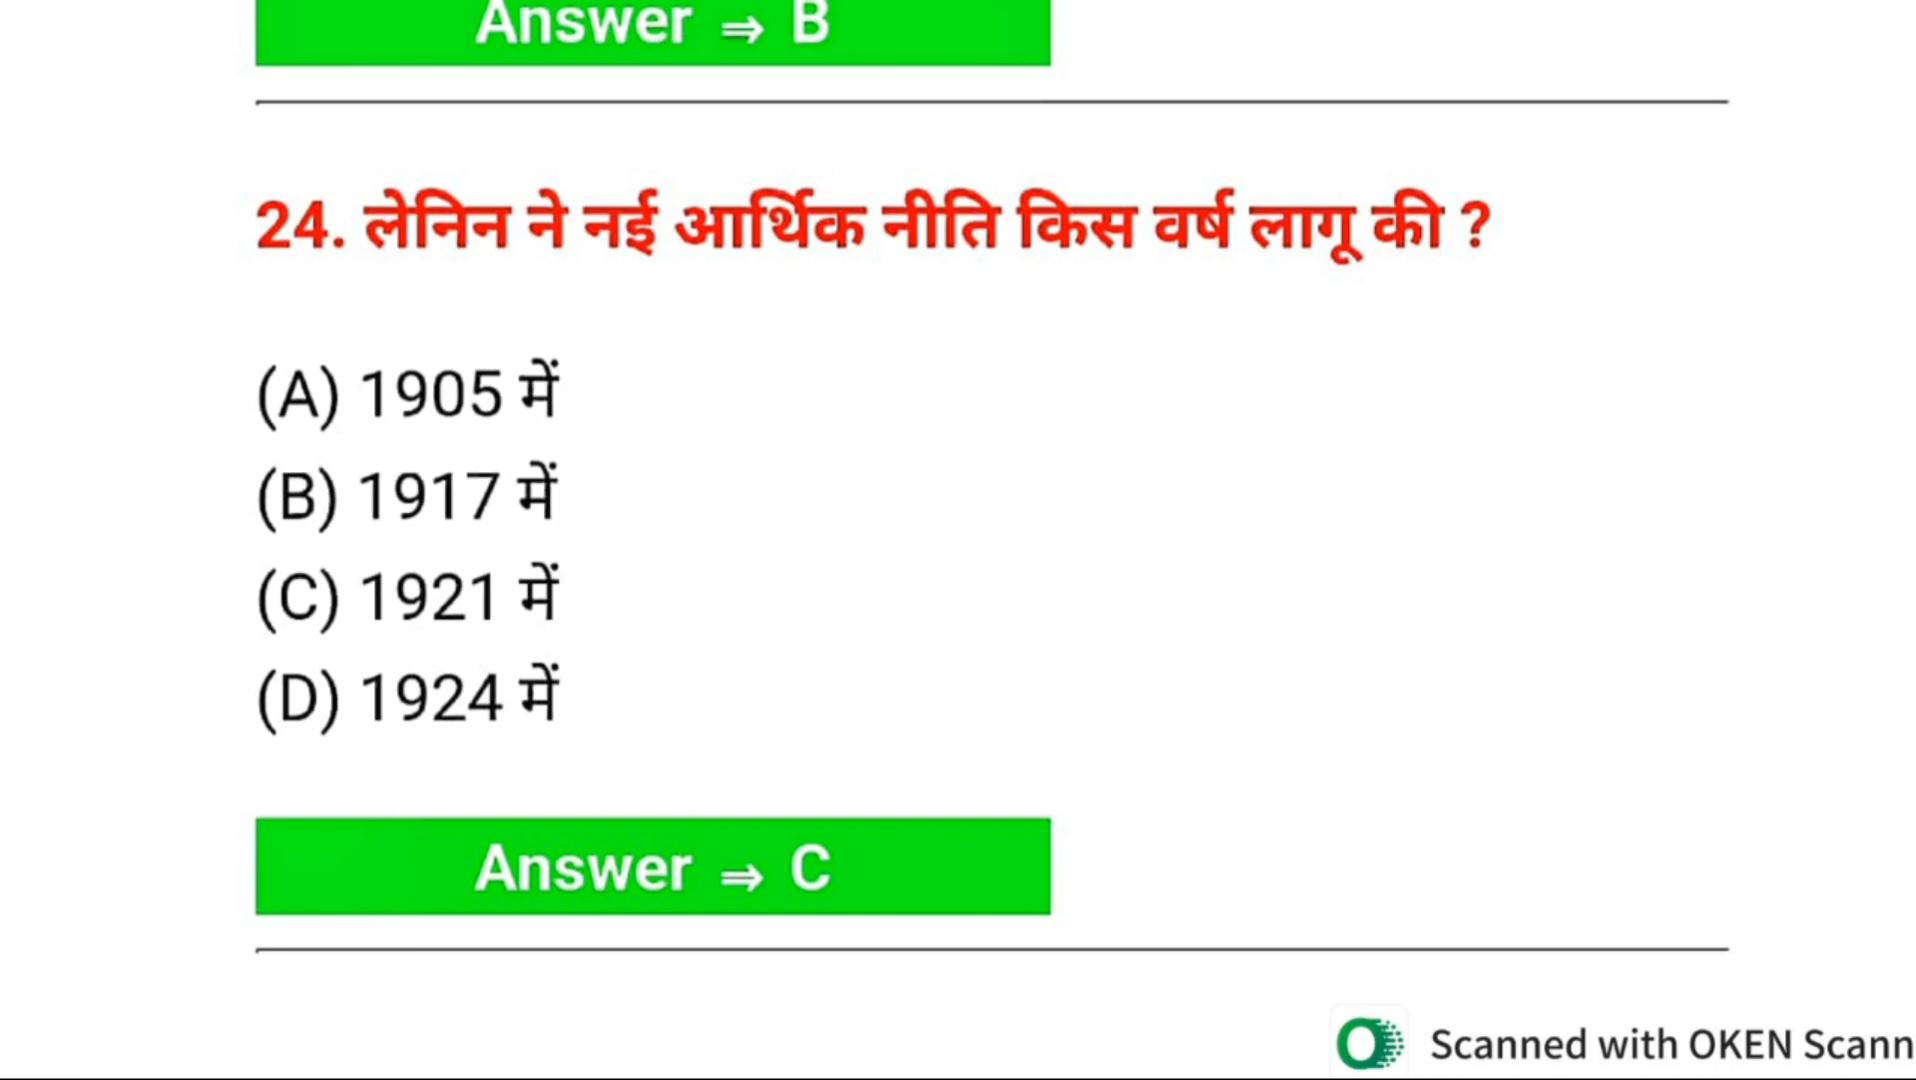 Answer ⇒ B
24. लेनिन ने नई आर्थिक नीति किस वर्ष लागू की ?
(A) 1905 में
(B) 1917 में
(C) 1921 में
(D) 1924 में
Answer ⇒ C
Scanned with OKEN Scann